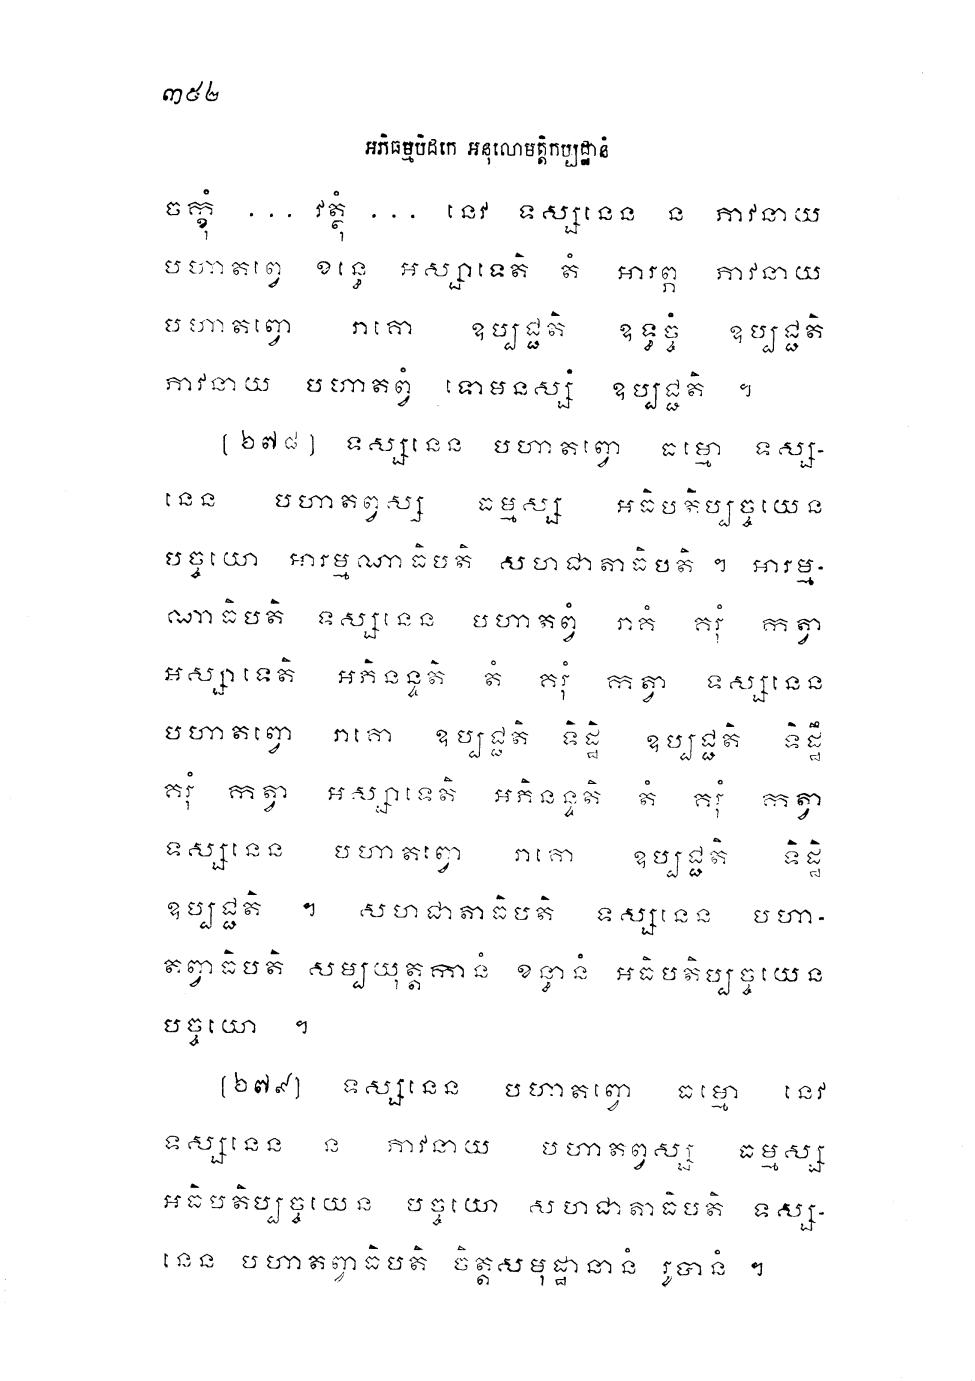 ៣៥២
អភិធម្មបិដកេ អនុលោមត្តិកប្បដ្ឋានំ
ចក្ខុំ ... វត្ថុំ ... នេវ ទស្សនេន ន ភាវនាយ
បហាតព្វេ ខន្ធេ អស្សាទេតិ តំ អារព្ភ ភាវនាយ
បហាតព្វោ រាគោ ឧប្បជ្ជតិ ឧទ្ធច្ចំ ឧប្បជ្ជតិ
ភាវនាយ បហាតព្វំ ទោមនស្សំ ឧប្បជ្ជតិ ។
[២៧៨] ទស្សនេន បហាតព្វោ ធម្មោ ទស្ស-
នេន បហាតព្វស្ស ធម្មស្ស អធិបតិប្បច្ចយេន
បច្ចយោ អារម្មណាធិបតិ សហជាតាធិបតិ ។ អារម្ម-
ណាធិបតិ ទស្សនេន បហាតព្វំ រាគំ គរុំ កត្វា
អស្សាទេតិ អភិនន្ទតិ តំ គរុំ កត្វា ទស្សនេន
បហាតព្វោ រាគោ ឧប្បជ្ជតិ ទិដ្ឋិ ឧប្បជ្ជតិ ទិដ្ឋឹ
គរុំ កត្វា អស្សាទេតិ អភិនន្ទតិ តំ គរុំ កត្វា
ទស្សនេន បហាតព្វោ រាគោ ឧប្បជ្ជតិ ទិដ្ឋិ
ឧប្បជ្ជតិ ។ សហជាតាធិបតិ ទស្សនេន បហា-
តព្វាធិបតិ សម្បយុត្តកានំ ខន្ធានំ អធិបតិប្បច្ចយេន
បច្ចយោ ។
[២៧៩] ទស្សនេន បហាតព្វោ ធម្មោ នេវ
ទស្សនេន ន ភាវនាយ បហាតព្វស្ស ធម្មស្ស
អធិបតិប្បច្ចយេន បច្ចយោ សហជាតាធិបតិ ទស្ស-
នេន បហាតព្វាធិបតិ ចិត្តសមុដ្ឋានានំ រូបានំ ។